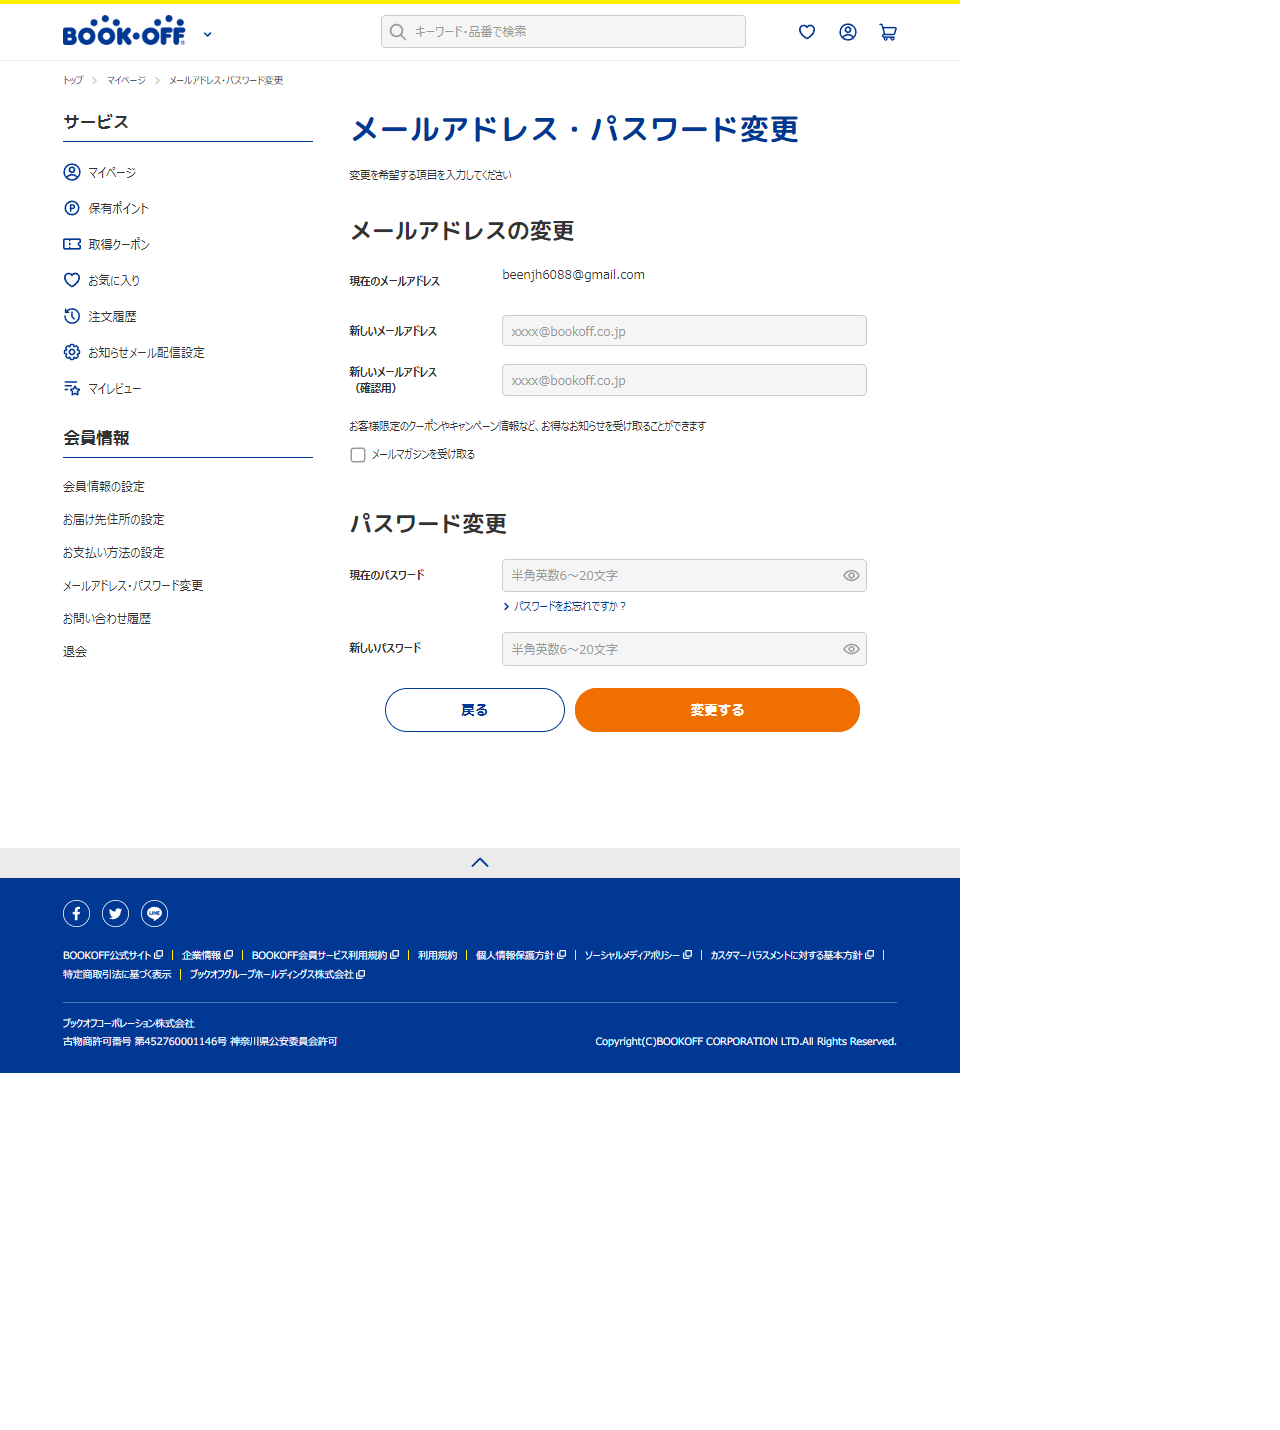 BOOK・OFF
キーワード・品番で検索
トップ > マイページ > メールアドレス・パスワード変更
サービス
マイページ
保有ポイント
取得クーポン
お気に入り
注文履歴
お知らせメール配信設定
マイレビュー
会員情報
会員情報の設定
お届け先住所の設定
お支払い方法の設定
メールアドレス・パスワード変更
お問い合わせ履歴
退会
メールアドレス・パスワード変更
変更を希望する項目を入力してください
メールアドレスの変更
現在のメールアドレス beenjh6088@gmail.com
新しいメールアドレス xxxx@bookoff.co.jp
新しいメールアドレス
（確認用） xxxx@bookoff.co.jp
お客様限定のクーポンやキャンペーン情報など、お得なお知らせを受け取ることができます
メールマガジンを受け取る
パスワード変更
現在のパスワード 半角英数6～20文字
パスワードをお忘れですか？
新しいパスワード 半角英数6～20文字
戻る 変更する
LINE
BOOKOFF公式サイト | 企業情報 | BOOKOFF会員サービス利用規約 | 利用規約 | 個人情報保護方針 | ソーシャルメディアポリシー | カスタマーハラスメントに対する基本方針 |
特定商取引法に基づく表示 | ブックオフグループホールディングス株式会社
ブックオフコーポレーション株式会社
古物商許可番号 第452760001146号 神奈川県公安委員会許可 Copyright(C)BOOKOFF CORPORATION LTD.All Rights Reserved.